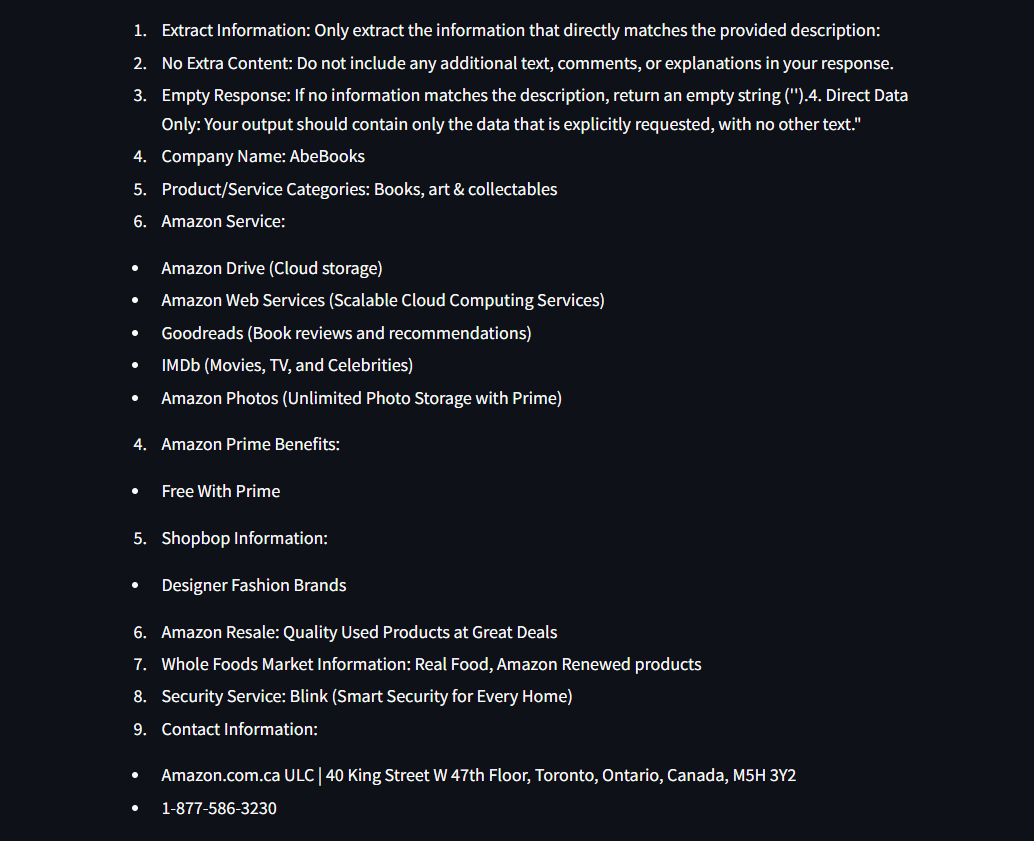 1. Extract Information: Only extract the information that directly matches the provided description:
2. No Extra Content: Do not include any additional text, comments, or explanations in your response.
3. Empty Response: If no information matches the description, return an empty string ('').4. Direct Data
Only: Your output should contain only the data that is explicitly requested, with no other text."
4. Company Name: AbeBooks
5. Product/Service Categories: Books, art & collectables
6. Amazon Service:
• Amazon Drive (Cloud storage)
• Amazon Web Services (Scalable Cloud Computing Services)
• Goodreads (Book reviews and recommendations)
• IMDb (Movies, TV, and Celebrities)
• Amazon Photos (Unlimited Photo Storage with Prime)
4. Amazon Prime Benefits:
• Free With Prime
5. Shopbop Information:
• Designer Fashion Brands
6. Amazon Resale: Quality Used Products at Great Deals
7. Whole Foods Market Information: Real Food, Amazon Renewed products
8. Security Service: Blink (Smart Security for Every Home)
9. Contact Information:
• Amazon.com.ca ULC | 40 King Street W 47th Floor, Toronto, Ontario, Canada, M5H 3Y2
• 1-877-586-3230